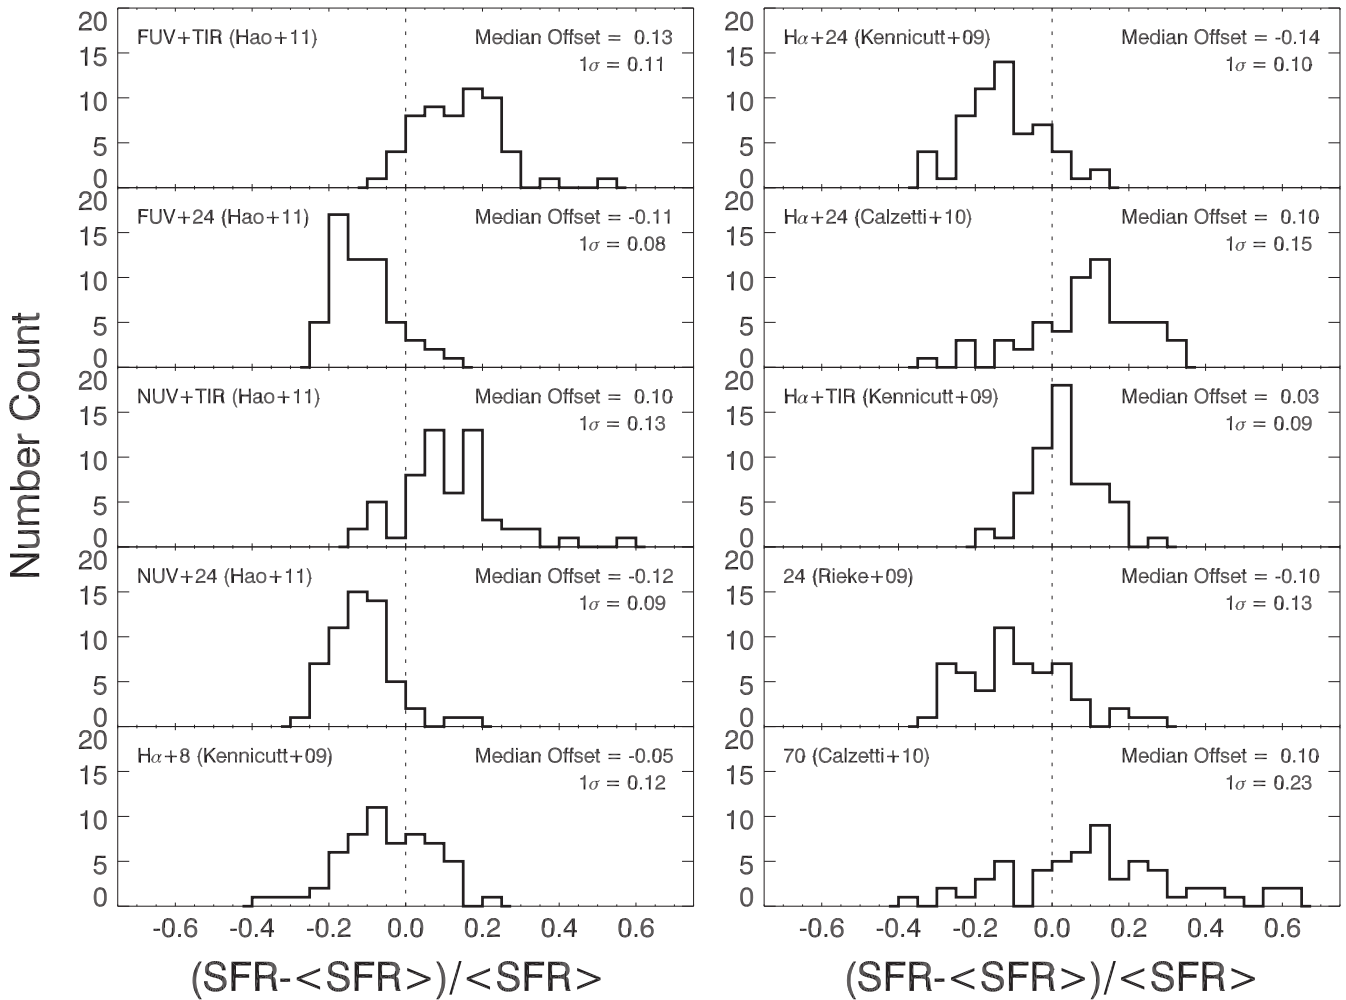 Number Count
20
15
10
5
0
FUV+TIR (Hao+11)
Median Offset = 0.13
1σ = 0.11
20
15
10
5
0
FUV+24 (Hao+11)
Median Offset = -0.11
1σ = 0.08
20
15
10
5
0
NUV+TIR (Hao+11)
Median Offset = 0.10
1σ = 0.13
20
15
10
5
0
NUV+24 (Hao+11)
Median Offset = -0.12
1σ = 0.09
20
15
10
5
0
Hα+8 (Kennicutt+09)
Median Offset = -0.05
1σ = 0.12
-0.6 -0.4 -0.2 0.0 0.2 0.4 0.6
(SFR-<SFR>)/<SFR>
20
15
10
5
0
Hα+24 (Kennicutt+09)
Median Offset = -0.14
1σ = 0.10
20
15
10
5
0
Hα+24 (Calzetti+10)
Median Offset = 0.10
1σ = 0.15
20
15
10
5
0
Hα+TIR (Kennicutt+09)
Median Offset = 0.03
1σ = 0.09
20
15
10
5
0
24 (Rieke+09)
Median Offset = -0.10
1σ = 0.13
20
15
10
5
0
70 (Calzetti+10)
Median Offset = 0.10
1σ = 0.23
-0.6 -0.4 -0.2 0.0 0.2 0.4 0.6
(SFR-<SFR>)/<SFR>